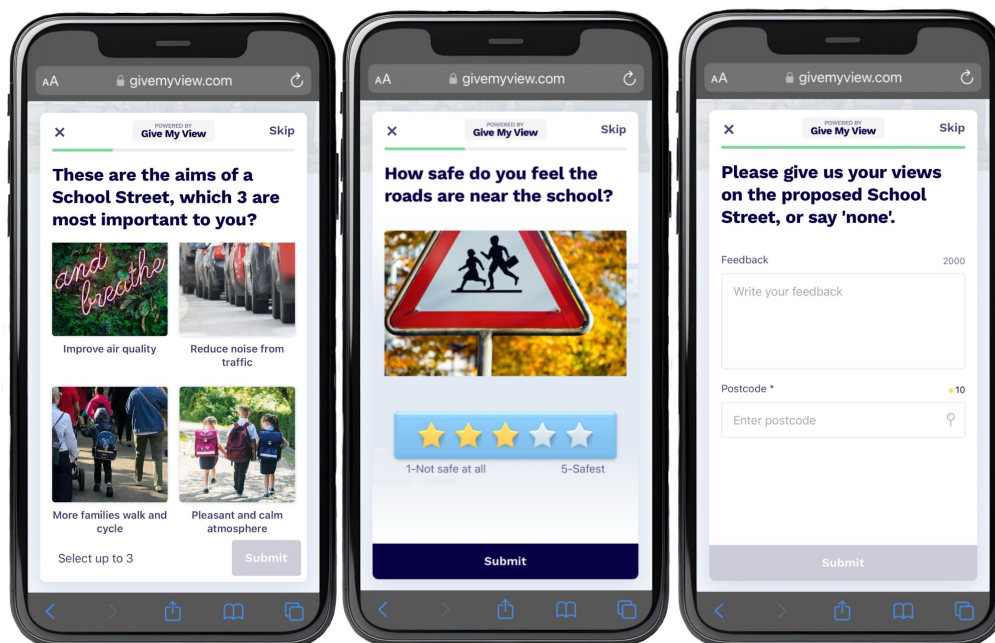 AA givemyview.com
POWERED BY
Give My View
Skip
These are the aims of a
School Street, which 3 are
most important to you?
and
breathe
Improve air quality
Reduce noise from
traffic
More families walk and
cycle
Pleasant and calm
atmosphere
Select up to 3
Submit
AA givemyview.com
POWERED BY
Give My View
Skip
How safe do you feel the
roads are near the school?
1-Not safe at all
5-Safest
Submit
AA givemyview.com
POWERED BY
Give My View
Skip
Please give us your views
on the proposed School
Street, or say 'none'.
Feedback 2000
Write your feedback
Postcode * 10
Enter postcode
Submit